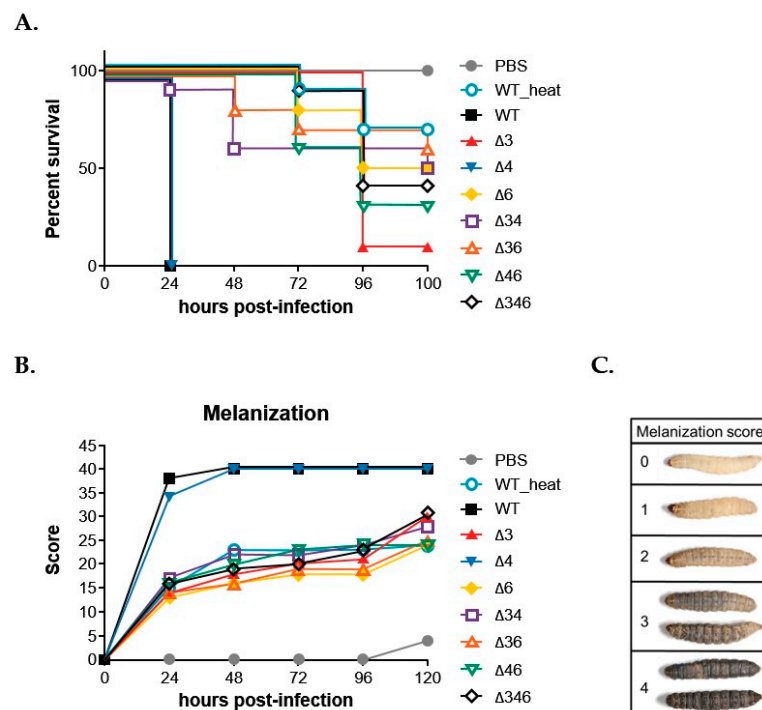 A.
Percent survival
100
50
0
0 24 48 72 96 100
hours post-infection
PBS
WT_heat
WT
Δ3
Δ4
Δ6
Δ34
Δ36
Δ46
Δ346
B.
Melanization
Score
45
40
35
30
25
20
15
10
5
0
0 24 48 72 96 120
hours post-infection
PBS
WT_heat
WT
Δ3
Δ4
Δ6
Δ34
Δ36
Δ46
Δ346
C.
Melanization score
0
1
2
3
4